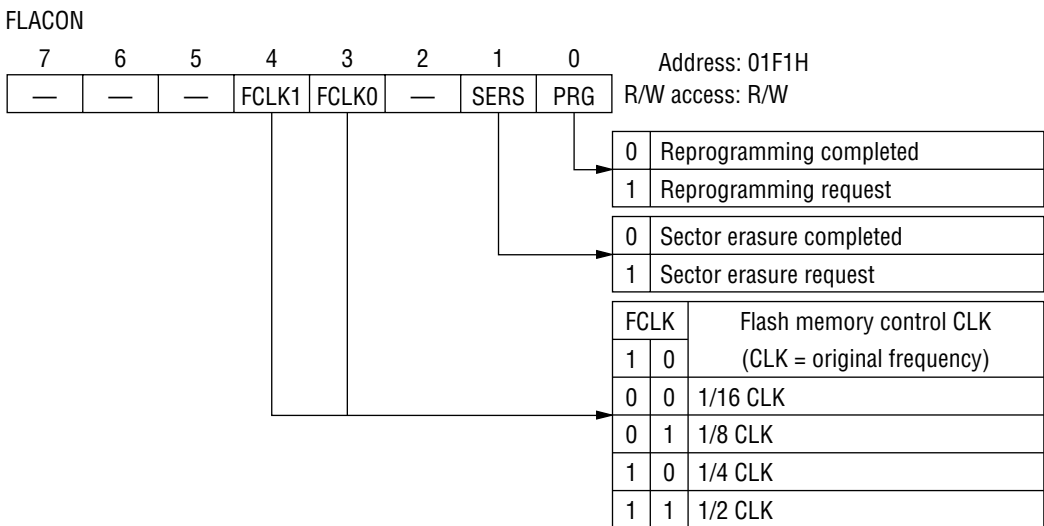 FLACON
7 6 5 4 3 2 1 0 Address: 01F1H
— — — FCLK1 FCLK0 — SERS PRG R/W access: R/W
0 Reprogramming completed
1 Reprogramming request
0 Sector erasure completed
1 Sector erasure request
FCLK Flash memory control CLK
1 0 (CLK = original frequency)
0 0 1/16 CLK
0 1 1/8 CLK
1 0 1/4 CLK
1 1 1/2 CLK